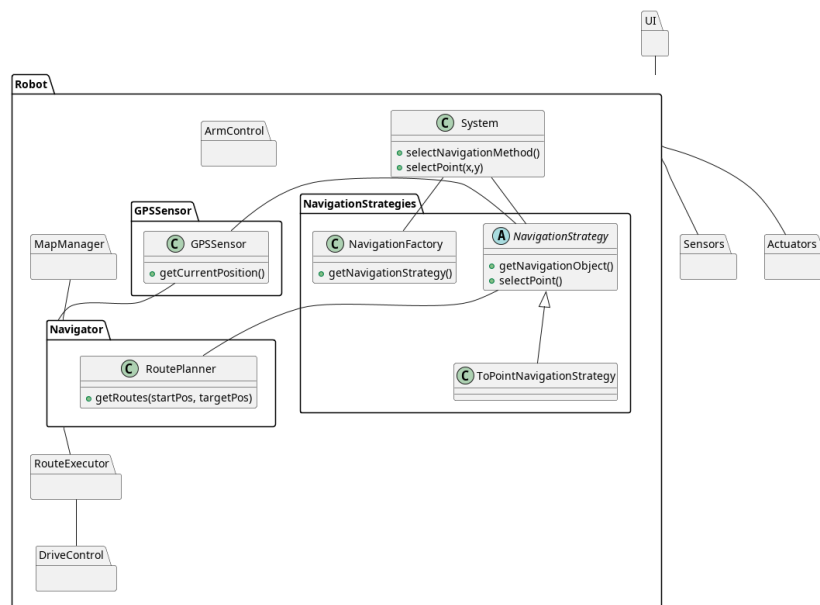 UI
Robot
ArmControl
C System
+selectNavigationMethod()
+selectPoint(x,y)
GPSSensor
C GPSSensor
getCurrentPosition()
NavigationStrategies
C NavigationFactory
getNavigationStrategy()
A NavigationStrategy
getNavigationObject()
selectPoint()
MapManager
Sensors
Actuators
Navigator
C RoutePlanner
getRoutes(startPos, targetPos)
C ToPointNavigationStrategy
RouteExecutor
DriveControl